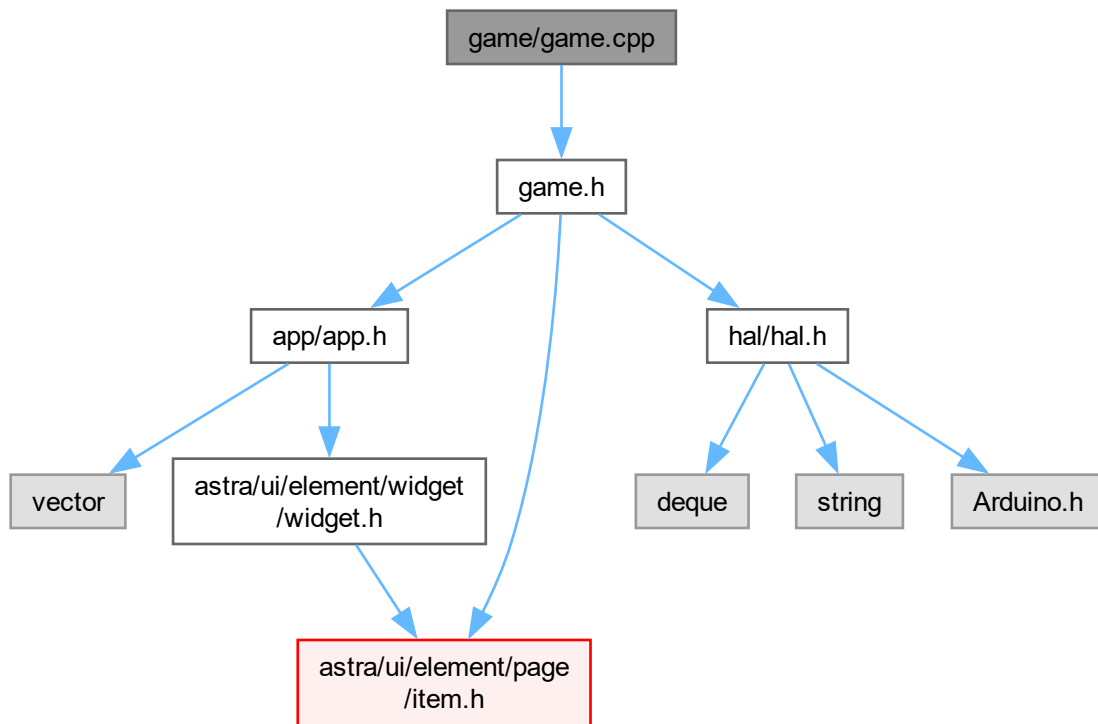 game/game.cpp
game.h
app/app.h
hal/hal.h
vector
astra/ui/element/widget
/widget.h
deque
string
Arduino.h
astra/ui/element/page
/item.h